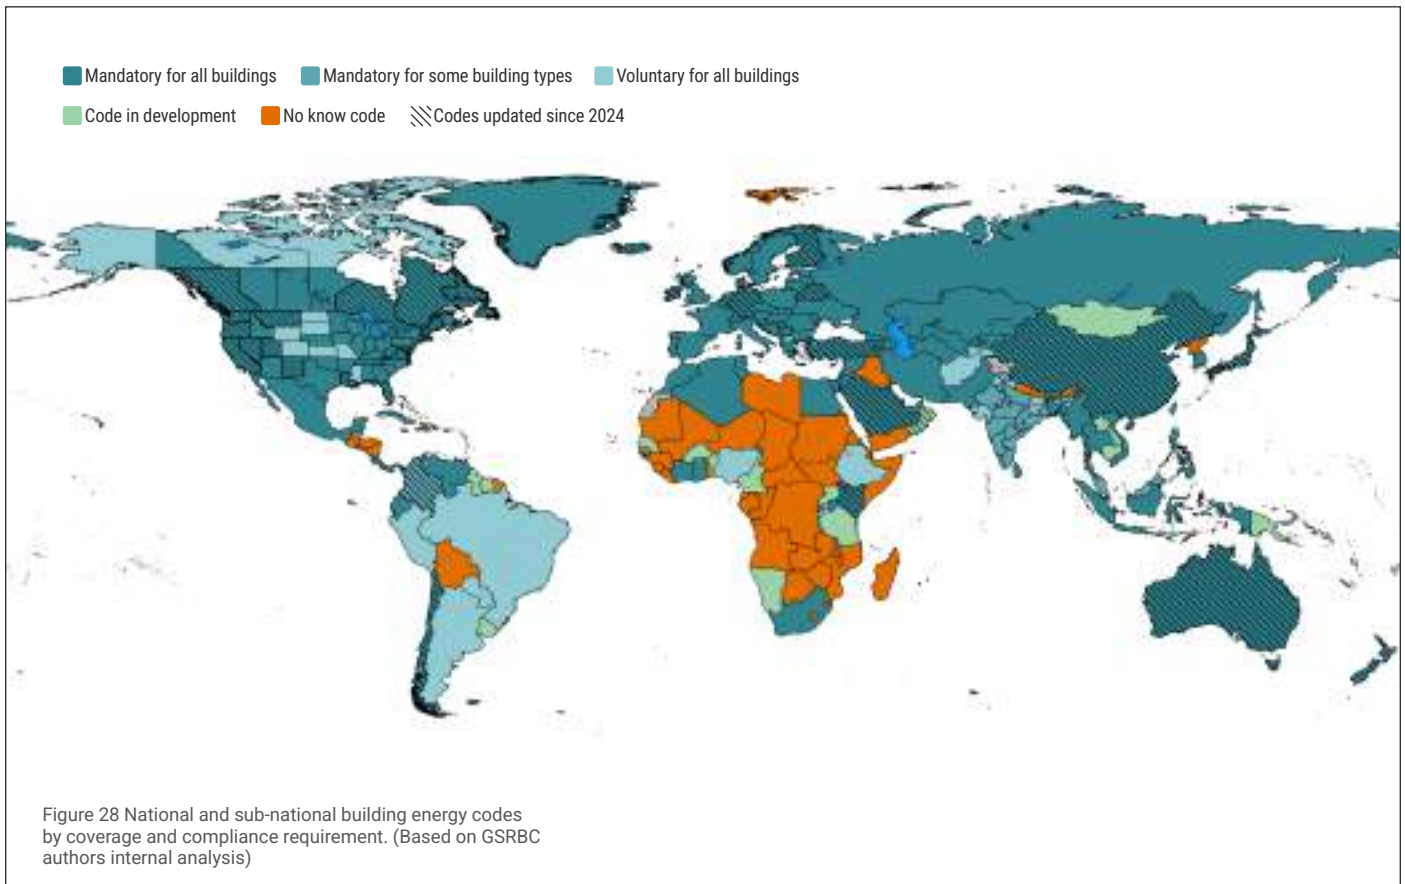 Mandatory for all buildings Mandatory for some building types Voluntary for all buildings
Code in development No know code Codes updated since 2024
Figure 28 National and sub-national building energy codes
by coverage and compliance requirement. (Based on GSRBC
authors internal analysis)